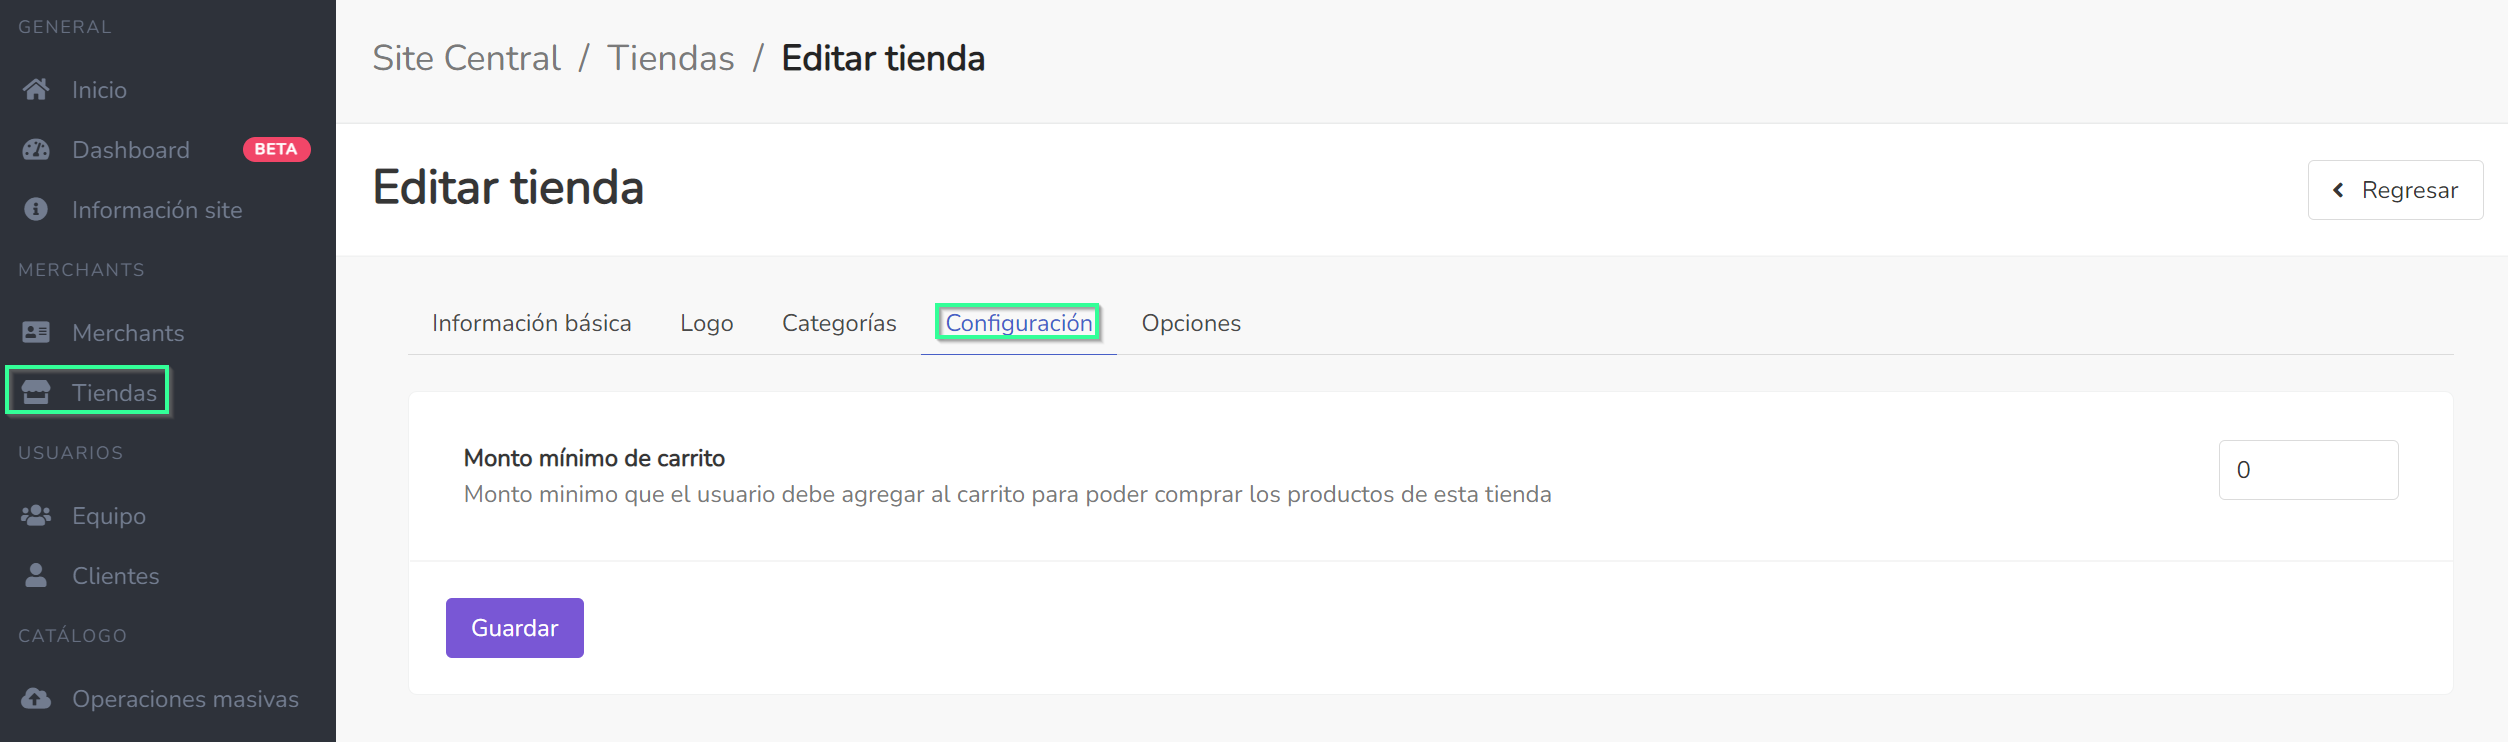 GENERAL
Inicio
Dashboard BETA
Información site
MERCHANTS
Merchants
Tiendas
USUARIOS
Equipo
Clientes
CATÁLOGO
Operaciones masivas
Site Central / Tiendas / Editar tienda
Editar tienda
Regresar
Información básica Logo Categorías Configuración Opciones
Monto mínimo de carrito
Monto minimo que el usuario debe agregar al carrito para poder comprar los productos de esta tienda
0
Guardar